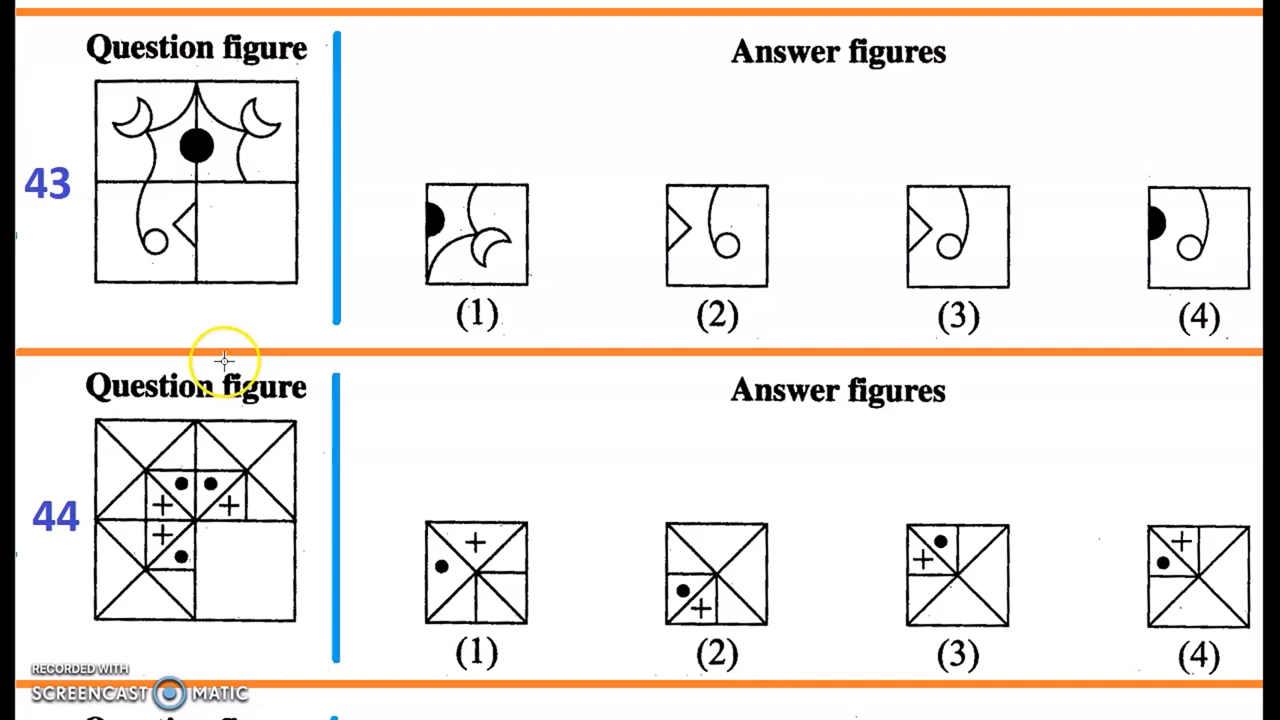 Question figure
Answer figures
43
(1)
(2)
(3)
(4)
Question figure
Answer figures
44
(1)
(2)
(3)
(4)
RECORDED WITH
SCREENCAST MATIC